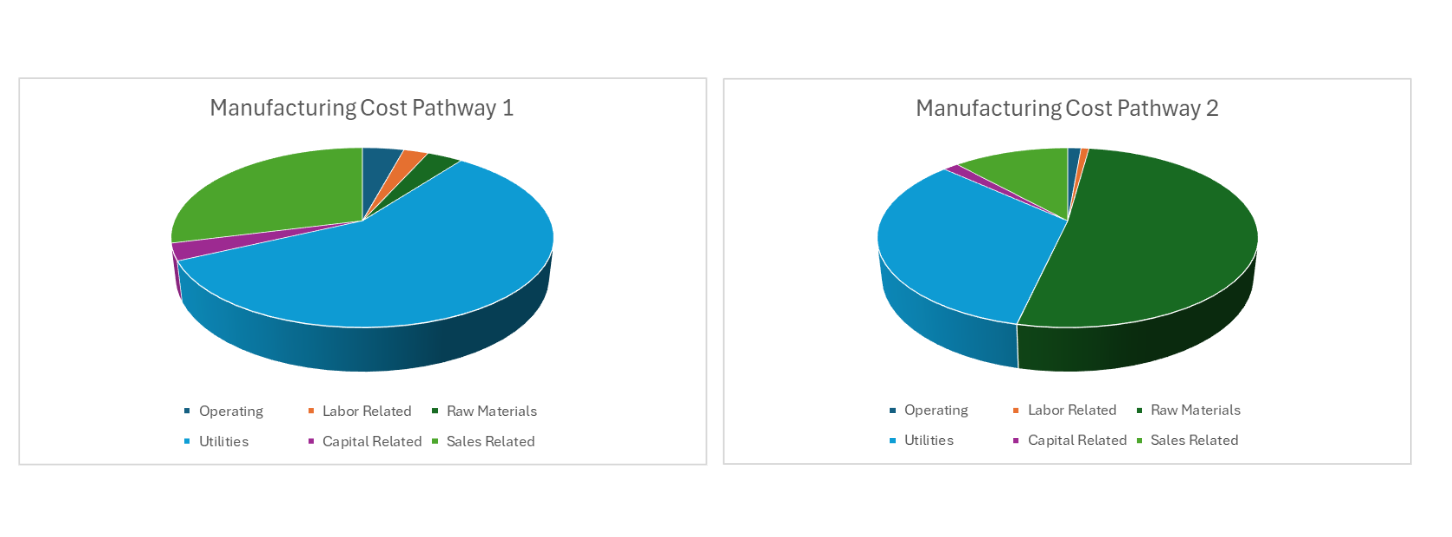 Manufacturing Cost Pathway 1
Operating Labor Related Raw Materials
Utilities Capital Related Sales Related
Manufacturing Cost Pathway 2
Operating Labor Related Raw Materials
Utilities Capital Related Sales Related